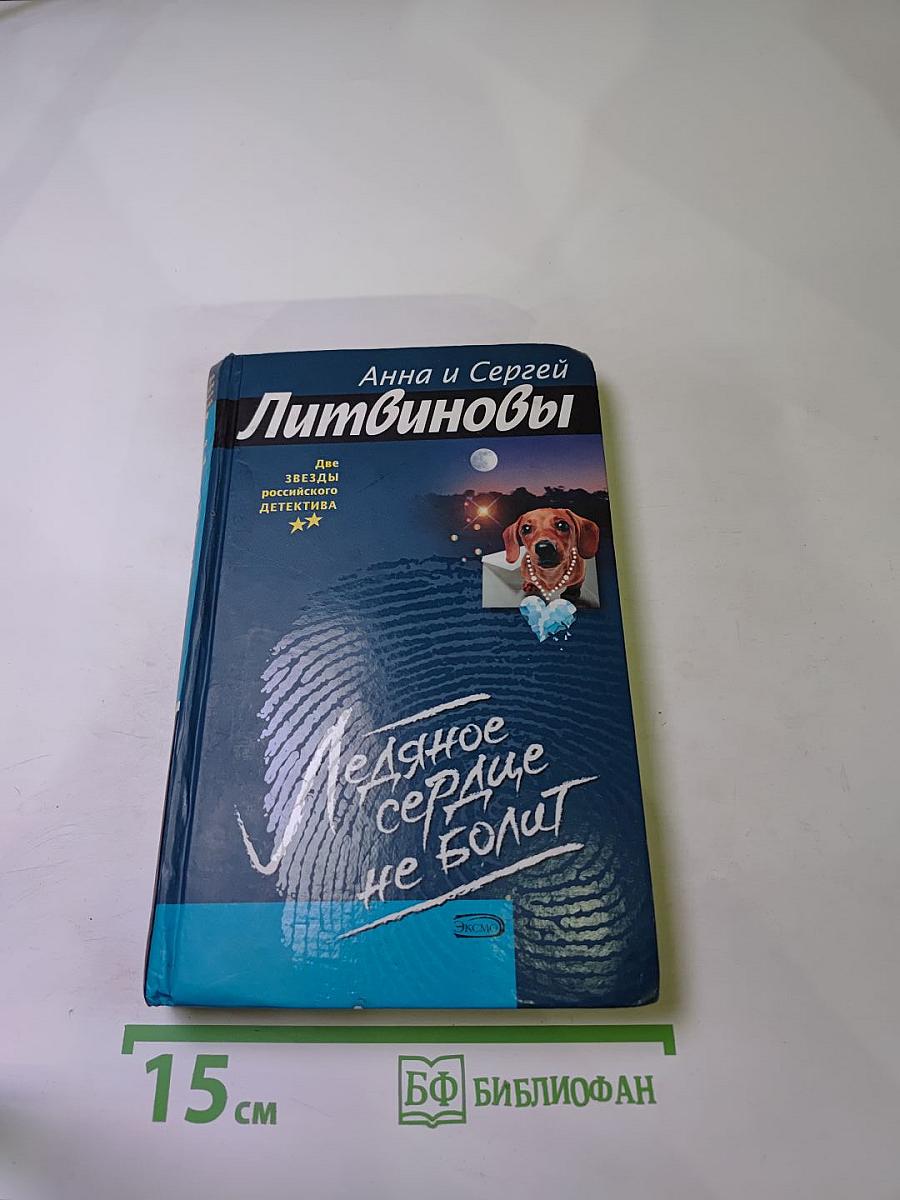 Анна и Сергей
Литвиновы
Две
ЗВЕЗДЫ
российского
ДЕТЕКТИВА
Ледяное
сердце
не болит
ЭКСМО
15 см
БФ БИБЛИОФАН